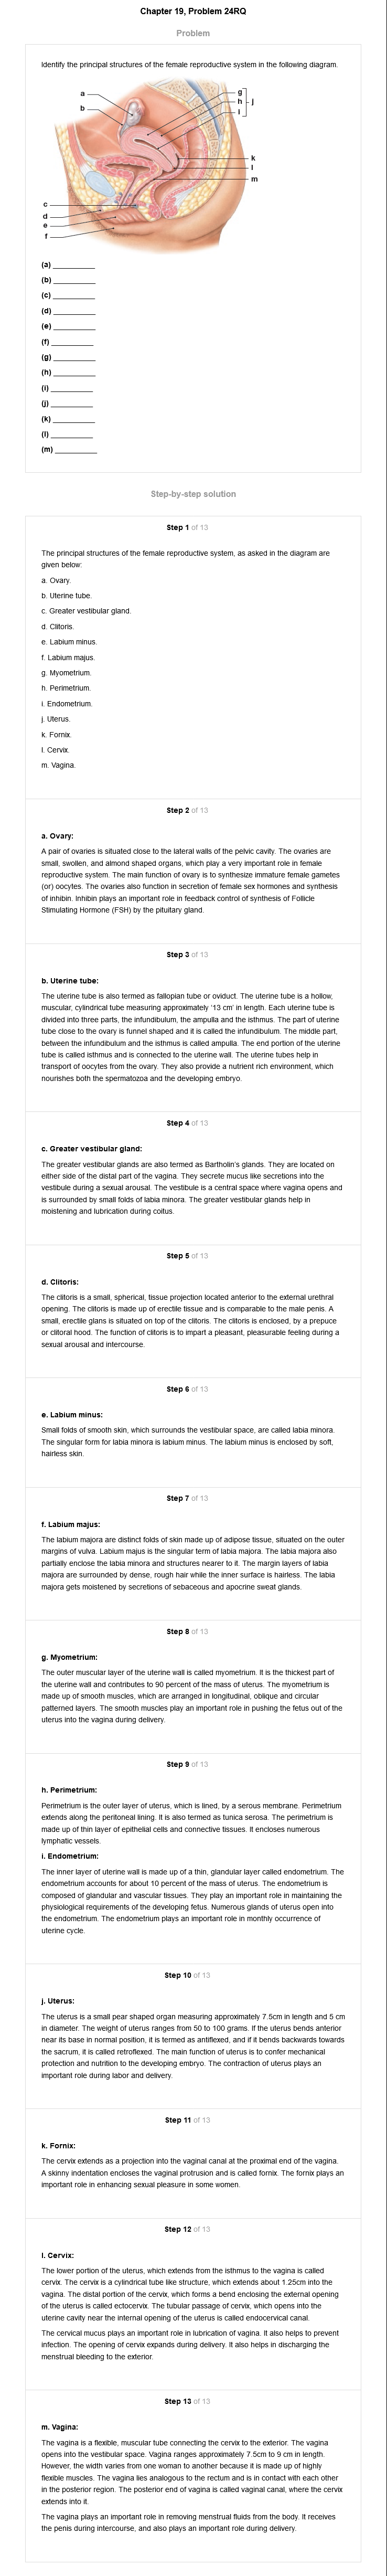 Chapter 19, Problem 24RQ
Problem
Identify the principal structures of the female reproductive system in the following diagram.
a
b
g
h
i
j
k
l
m
c
d
e
f
(a)
(b)
(c)
(d)
(e)
(f)
(g)
(h)
(i)
(j)
(k)
(l)
(m)
Step-by-step solution
Step 1 of 13
The principal structures of the female reproductive system, as asked in the diagram are
given below:
a. Ovary.
b. Uterine tube.
c. Greater vestibular gland.
d. Clitoris.
e. Labium minus.
f. Labium majus.
g. Myometrium.
h. Perimetrium.
i. Endometrium.
j. Uterus.
k. Fornix.
l. Cervix.
m. Vagina.
Step 2 of 13
a. Ovary:
A pair of ovaries is situated close to the lateral walls of the pelvic cavity. The ovaries are
small, swollen, and almond shaped organs, which play a very important role in female
reproductive system. The main function of ovary is to synthesize immature female gametes
(or) oocytes. The ovaries also function in secretion of female sex hormones and synthesis
of inhibin. Inhibin plays an important role in feedback control of synthesis of Follicle
Stimulating Hormone (FSH) by the pituitary gland.
Step 3 of 13
b. Uterine tube:
The uterine tube is also termed as fallopian tube or oviduct. The uterine tube is a hollow,
muscular, cylindrical tube measuring approximately '13 cm' in length. Each uterine tube is
divided into three parts, the infundibulum, the ampulla and the isthmus. The part of uterine
tube close to the ovary is funnel shaped and it is called the infundibulum. The middle part,
between the infundibulum and the isthmus is called ampulla. The end portion of the uterine
tube is called isthmus and is connected to the uterine wall. The uterine tubes help in
transport of oocytes from the ovary. They also provide a nutrient rich environment, which
nourishes both the spermatozoa and the developing embryo.
Step 4 of 13
c. Greater vestibular gland:
The greater vestibular glands are also termed as Bartholin's glands. They are located on
either side of the distal part of the vagina. They secrete mucus like secretions into the
vestibule during a sexual arousal. The vestibule is a central space where vagina opens and
is surrounded by small folds of labia minora. The greater vestibular glands help in
moistening and lubrication during coitus.
Step 5 of 13
d. Clitoris:
The clitoris is a small, spherical, tissue projection located anterior to the external urethral
opening. The clitoris is made up of erectile tissue and is comparable to the male penis. A
small, erectile glans is situated on top of the clitoris. The clitoris is enclosed, by a prepuce
or clitoral hood. The function of clitoris is to impart a pleasant, pleasurable feeling during a
sexual arousal and intercourse.
Step 6 of 13
e. Labium minus:
Small folds of smooth skin, which surrounds the vestibular space, are called labia minora.
The singular form for labia minora is labium minus. The labium minus is enclosed by soft,
hairless skin.
Step 7 of 13
f. Labium majus:
The labium majora are distinct folds of skin made up of adipose tissue, situated on the outer
margins of vulva. Labium majus is the singular term of labia majora. The labia majora also
partially enclose the labia minora and structures nearer to it. The margin layers of labia
majora are surrounded by dense, rough hair while the inner surface is hairless. The labia
majora gets moistened by secretions of sebaceous and apocrine sweat glands.
Step 8 of 13
g. Myometrium:
The outer muscular layer of the uterine wall is called myometrium. It is the thickest part of
the uterine wall and contributes to 90 percent of the mass of uterus. The myometrium is
made up of smooth muscles, which are arranged in longitudinal, oblique and circular
patterned layers. The smooth muscles play an important role in pushing the fetus out of the
uterus into the vagina during delivery.
Step 9 of 13
h. Perimetrium:
Perimetrium is the outer layer of uterus, which is lined, by a serous membrane. Perimetrium
extends along the peritoneal lining. It is also termed as tunica serosa. The perimetrium is
made up of thin layer of epithelial cells and connective tissues. It encloses numerous
lymphatic vessels.
i. Endometrium:
The inner layer of uterine wall is made up of a thin, glandular layer called endometrium. The
endometrium accounts for about 10 percent of the mass of uterus. The endometrium is
composed of glandular and vascular tissues. They play an important role in maintaining the
physiological requirements of the developing fetus. Numerous glands of uterus open into
the endometrium. The endometrium plays an important role in monthly occurrence of
uterine cycle.
Step 10 of 13
j. Uterus:
The uterus is a small pear shaped organ measuring approximately 7.5cm in length and 5 cm
in diameter. The weight of uterus ranges from 50 to 100 grams. If the uterus bends anterior
near its base in normal position, it is termed as antiflexed, and if it bends backwards towards
the sacrum, it is called retroflexed. The main function of uterus is to confer mechanical
protection and nutrition to the developing embryo. The contraction of uterus plays an
important role during labor and delivery.
Step 11 of 13
k. Fornix:
The cervix extends as a projection into the vaginal canal at the proximal end of the vagina.
A skinny indentation encloses the vaginal protrusion and is called fornix. The fornix plays an
important role in enhancing sexual pleasure in some women.
Step 12 of 13
l. Cervix:
The lower portion of the uterus, which extends from the isthmus to the vagina is called
cervix. The cervix is a cylindrical tube like structure, which extends about 1.25cm into the
vagina. The distal portion of the cervix, which forms a bend enclosing the external opening
of the uterus is called ectocervix. The tubular passage of cervix, which opens into the
uterine cavity near the internal opening of the uterus is called endocervical canal.
The cervical mucus plays an important role in lubrication of vagina. It also helps to prevent
infection. The opening of cervix expands during delivery. It also helps in discharging the
menstrual bleeding to the exterior.
Step 13 of 13
m. Vagina:
The vagina is a flexible, muscular tube connecting the cervix to the exterior. The vagina
opens into the vestibular space. Vagina ranges approximately 7.5cm to 9 cm in length.
However, the width varies from one woman to another because it is made up of highly
flexible muscles. The vagina lies analogous to the rectum and is in contact with each other
in the posterior region. The posterior end of vagina is called vaginal canal, where the cervix
extends into it.
The vagina plays an important role in removing menstrual fluids from the body. It receives
the penis during intercourse, and also plays an important role during delivery.